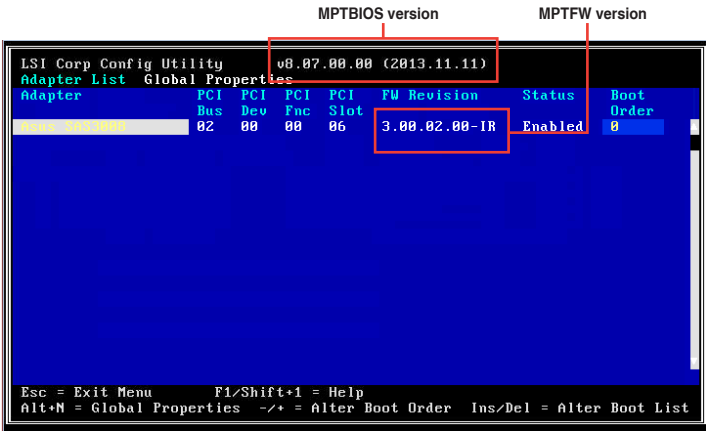 MPTBIOS version MPTFW version
LSI Corp Config Utility v8.07.00.00 (2013.11.11)
Adapter List Global Properties
Adapter PCI PCI PCI PCI FW Revision Status Boot
Bus Dev Fnc Slot Order
Asus SAS3008 02 00 00 06 3.00.02.00-IR Enabled 0
Esc = Exit Menu F1/Shift+1 = Help
Alt+N = Global Properties -/+ = Alter Boot Order Ins/Del = Alter Boot List